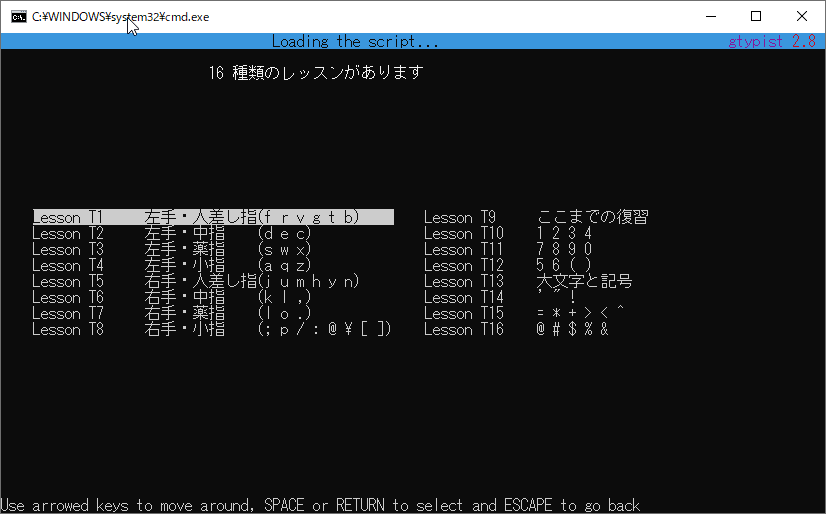 C:¥WINDOWS¥system32¥cmd.exe
Loading the script... gtypist 2.8
16 種類のレッスンがあります
Lesson T1 左手・人差し指(f r v g t b)
Lesson T2 左手・中指 (d e c)
Lesson T3 左手・薬指 (s w x)
Lesson T4 左手・小指 (a q z)
Lesson T5 右手・人差し指(j u m h y n)
Lesson T6 右手・中指 (k l ,)
Lesson T7 右手・薬指 (l o .)
Lesson T8 右手・小指 (; p / : @ ¥ [ ])
Lesson T9 ここまでの復習
Lesson T10 1 2 3 4
Lesson T11 7 8 9 0
Lesson T12 5 6 ( )
Lesson T13 大文字と記号
Lesson T14 ' " !
Lesson T15 = * + > < ^
Lesson T16 @ # $ % &
Use arrowed keys to move around, SPACE or RETURN to select and ESCAPE to go back